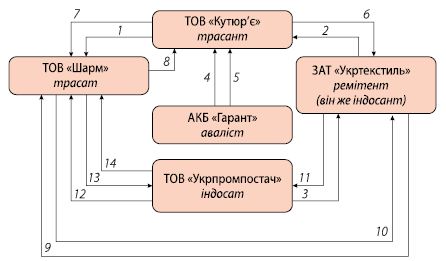 7
1
ТОВ «Кутюр’є»
трасант
6
2
ТОВ «Шарм»
трасат
8
4
5
ЗАТ «Укртекстиль»
ремітент
(він же індосант)
АКБ «Гарант»
аваліст
14
13
12
ТОВ «Укрпромпостач»
індосат
11
3
9
10